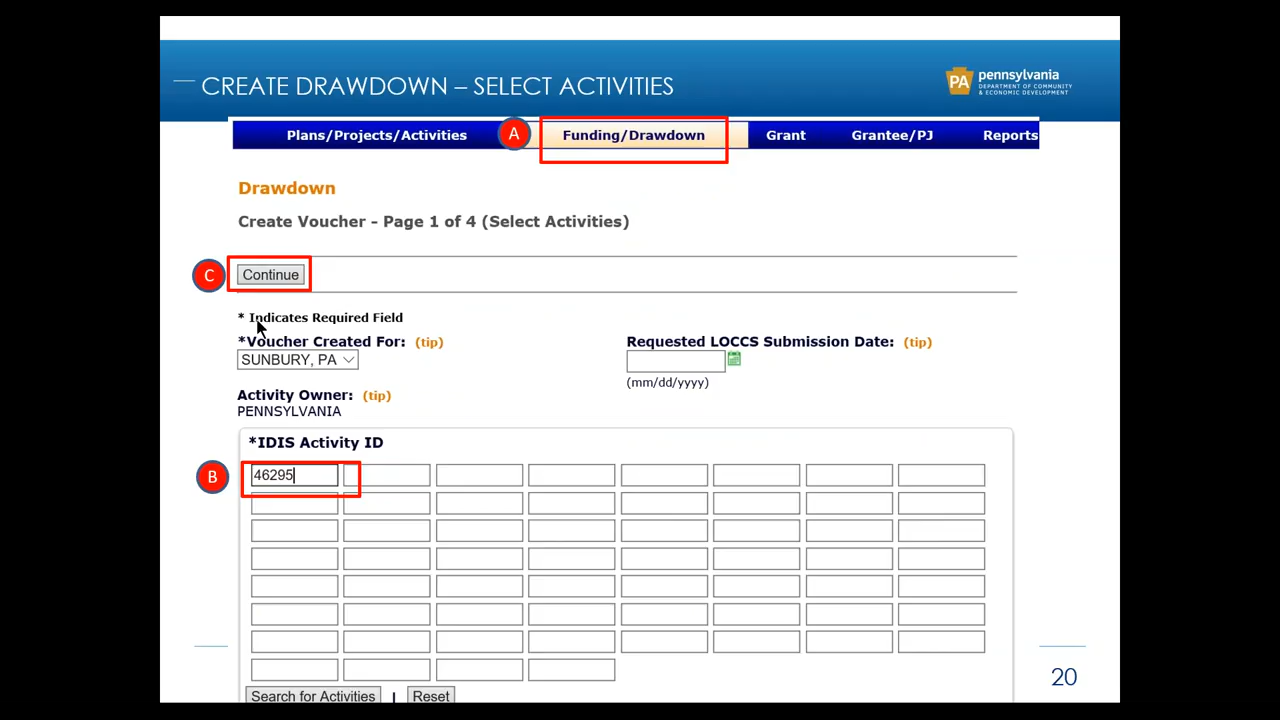 CREATE DRAWDOWN – SELECT ACTIVITIES
PA pennsylvania
DEPARTMENT OF COMMUNITY
& ECONOMIC DEVELOPMENT
Plans/Projects/Activities A Funding/Drawdown Grant Grantee/PJ Reports
Drawdown
Create Voucher - Page 1 of 4 (Select Activities)
C Continue
* Indicates Required Field
*Voucher Created For: (tip) Requested LOCCS Submission Date: (tip)
SUNBURY, PA
(mm/dd/yyyy)
Activity Owner: (tip)
PENNSYLVANIA
*IDIS Activity ID
B 46295
Search for Activities | Reset
20